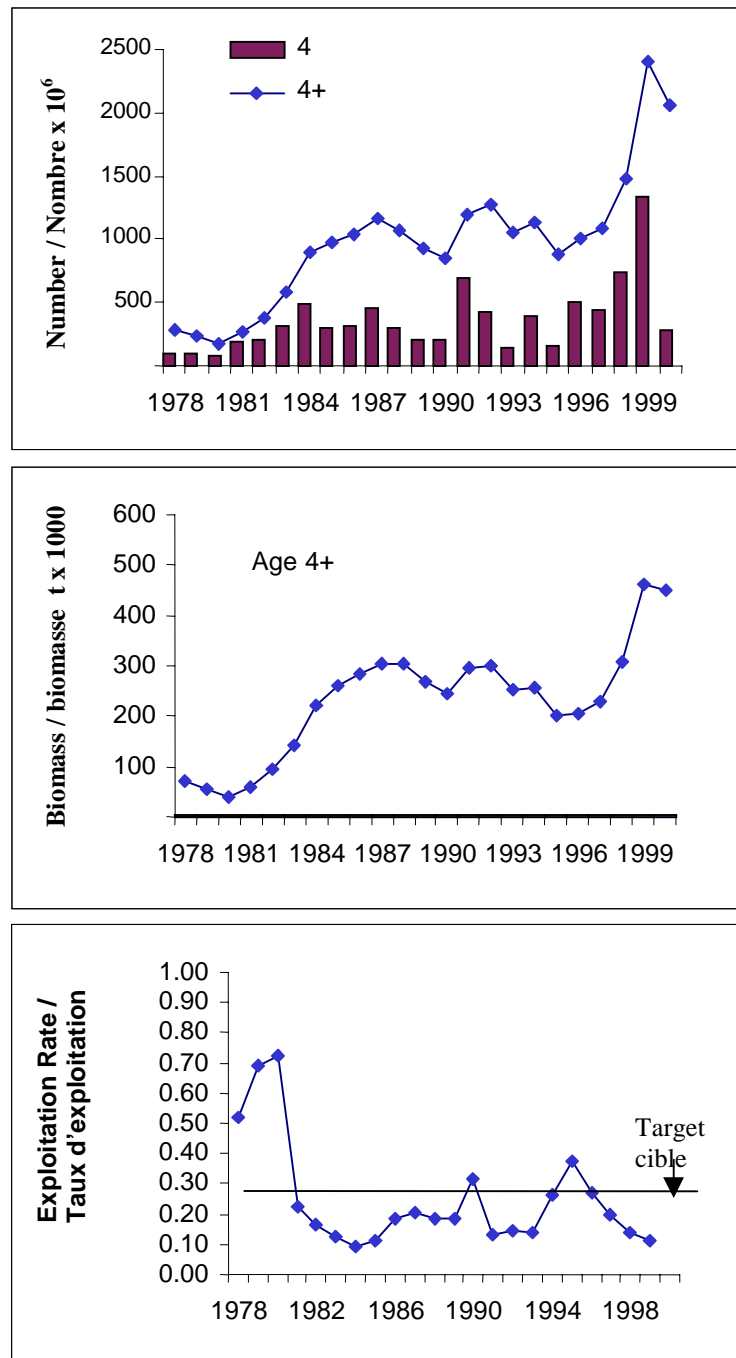 Number / Nombre x 10⁶
2500
2000
1500
1000
500
4
4+
1978 1981 1984 1987 1990 1993 1996 1999
Biomass / biomasse t x 1000
600
500
400
300
200
100
Age 4+
1978 1981 1984 1987 1990 1993 1996 1999
Exploitation Rate /
Taux d'exploitation
1.00
0.90
0.80
0.70
0.60
0.50
0.40
0.30
0.20
0.10
0.00
Target
cible
1978 1982 1986 1990 1994 1998